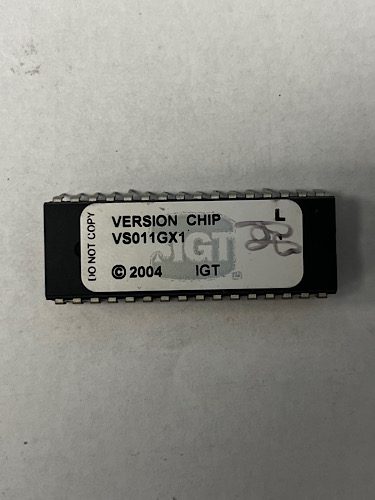 DO NOT COPY
VERSION CHIP
VS011GX1
L
IGT
© 2004 IGT